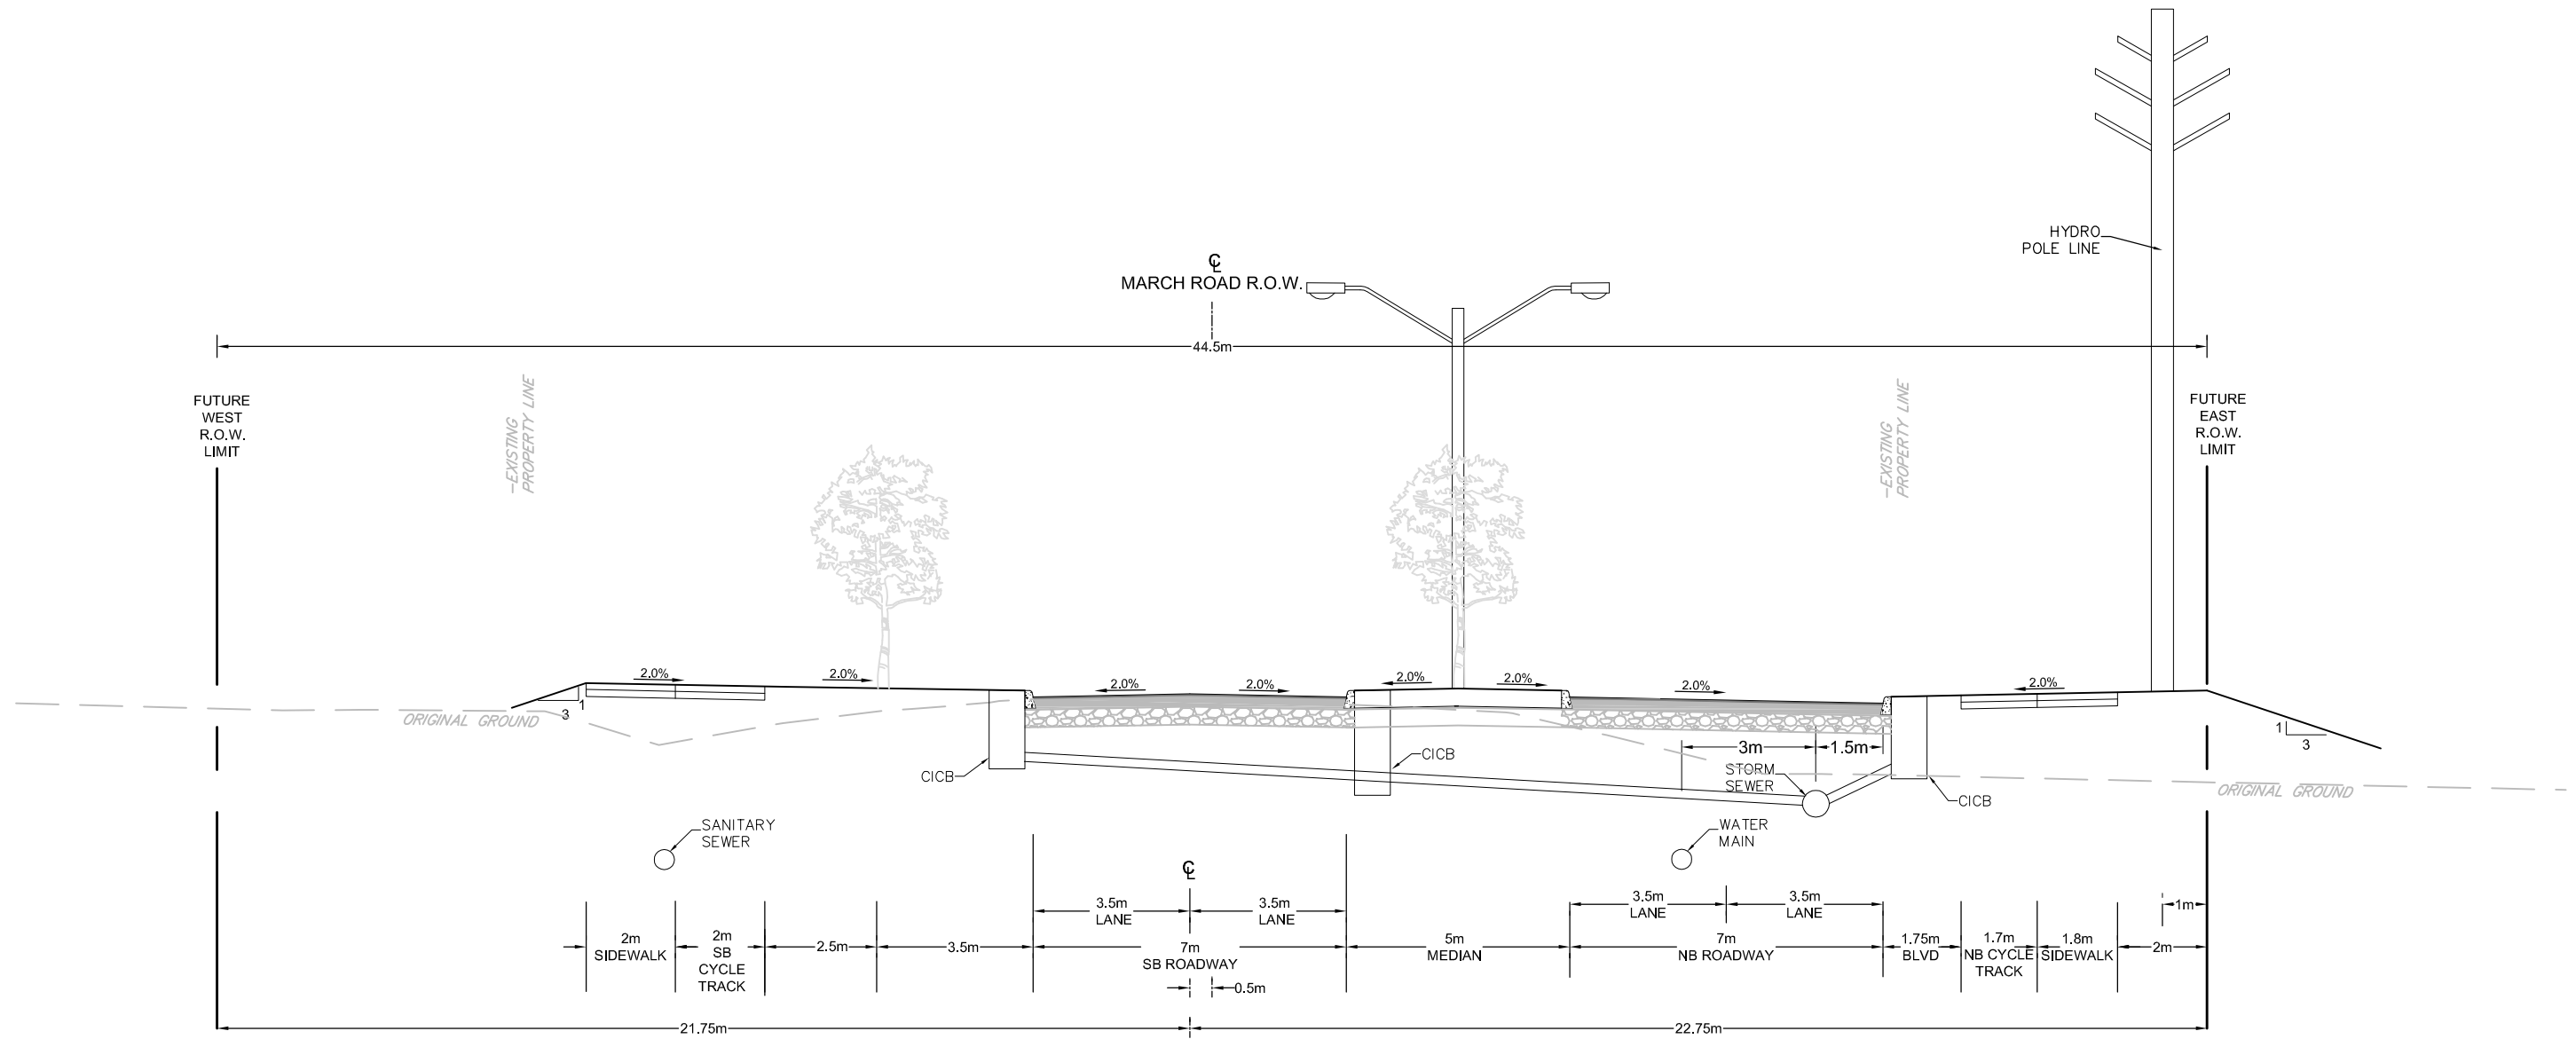 HYDRO
POLE LINE
℄
MARCH ROAD R.O.W.
44.5m
FUTURE
WEST
R.O.W.
LIMIT
EXISTING
PROPERTY LINE
EXISTING
PROPERTY LINE
FUTURE
EAST
R.O.W.
LIMIT
2.0%
2.0%
2.0%
2.0%
2.0%
2.0%
2.0%
2.0%
1
3
ORIGINAL GROUND
1
3
CICB
CICB
3m
1.5m
STORM
SEWER
CICB
ORIGINAL GROUND
SANITARY
SEWER
WATER
MAIN
℄
3.5m
LANE
3.5m
LANE
3.5m
LANE
3.5m
LANE
1m
2m
SIDEWALK
2m
SB
CYCLE
TRACK
2.5m
3.5m
7m
SB ROADWAY
5m
MEDIAN
7m
NB ROADWAY
1.75m
BLVD
1.7m
NB CYCLE
TRACK
1.8m
SIDEWALK
2m
0.5m
21.75m
22.75m